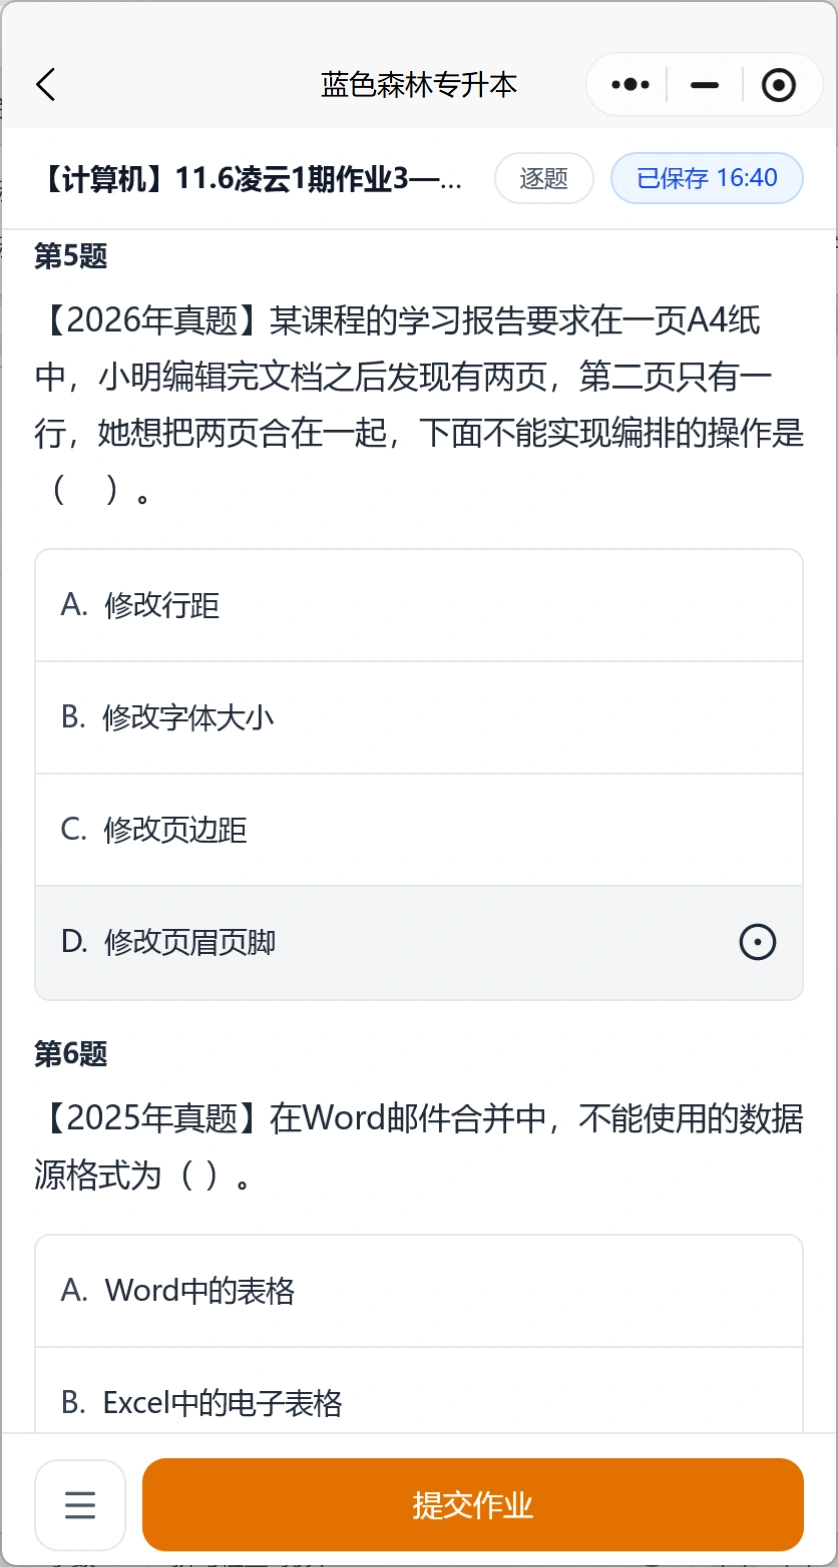 蓝色森林专升本
【计算机】11.6凌云1期作业3—...
逐题
已保存 16:40
第5题
【2026年真题】某课程的学习报告要求在一页A4纸
中，小明编辑完文档之后发现有两页，第二页只有一
行，她想把两页合在一起，下面不能实现编排的操作是
（　）。
A. 修改行距
B. 修改字体大小
C. 修改页边距
D. 修改页眉页脚
第6题
【2025年真题】在Word邮件合并中，不能使用的数据
源格式为（ ）。
A. Word中的表格
B. Excel中的电子表格
提交作业